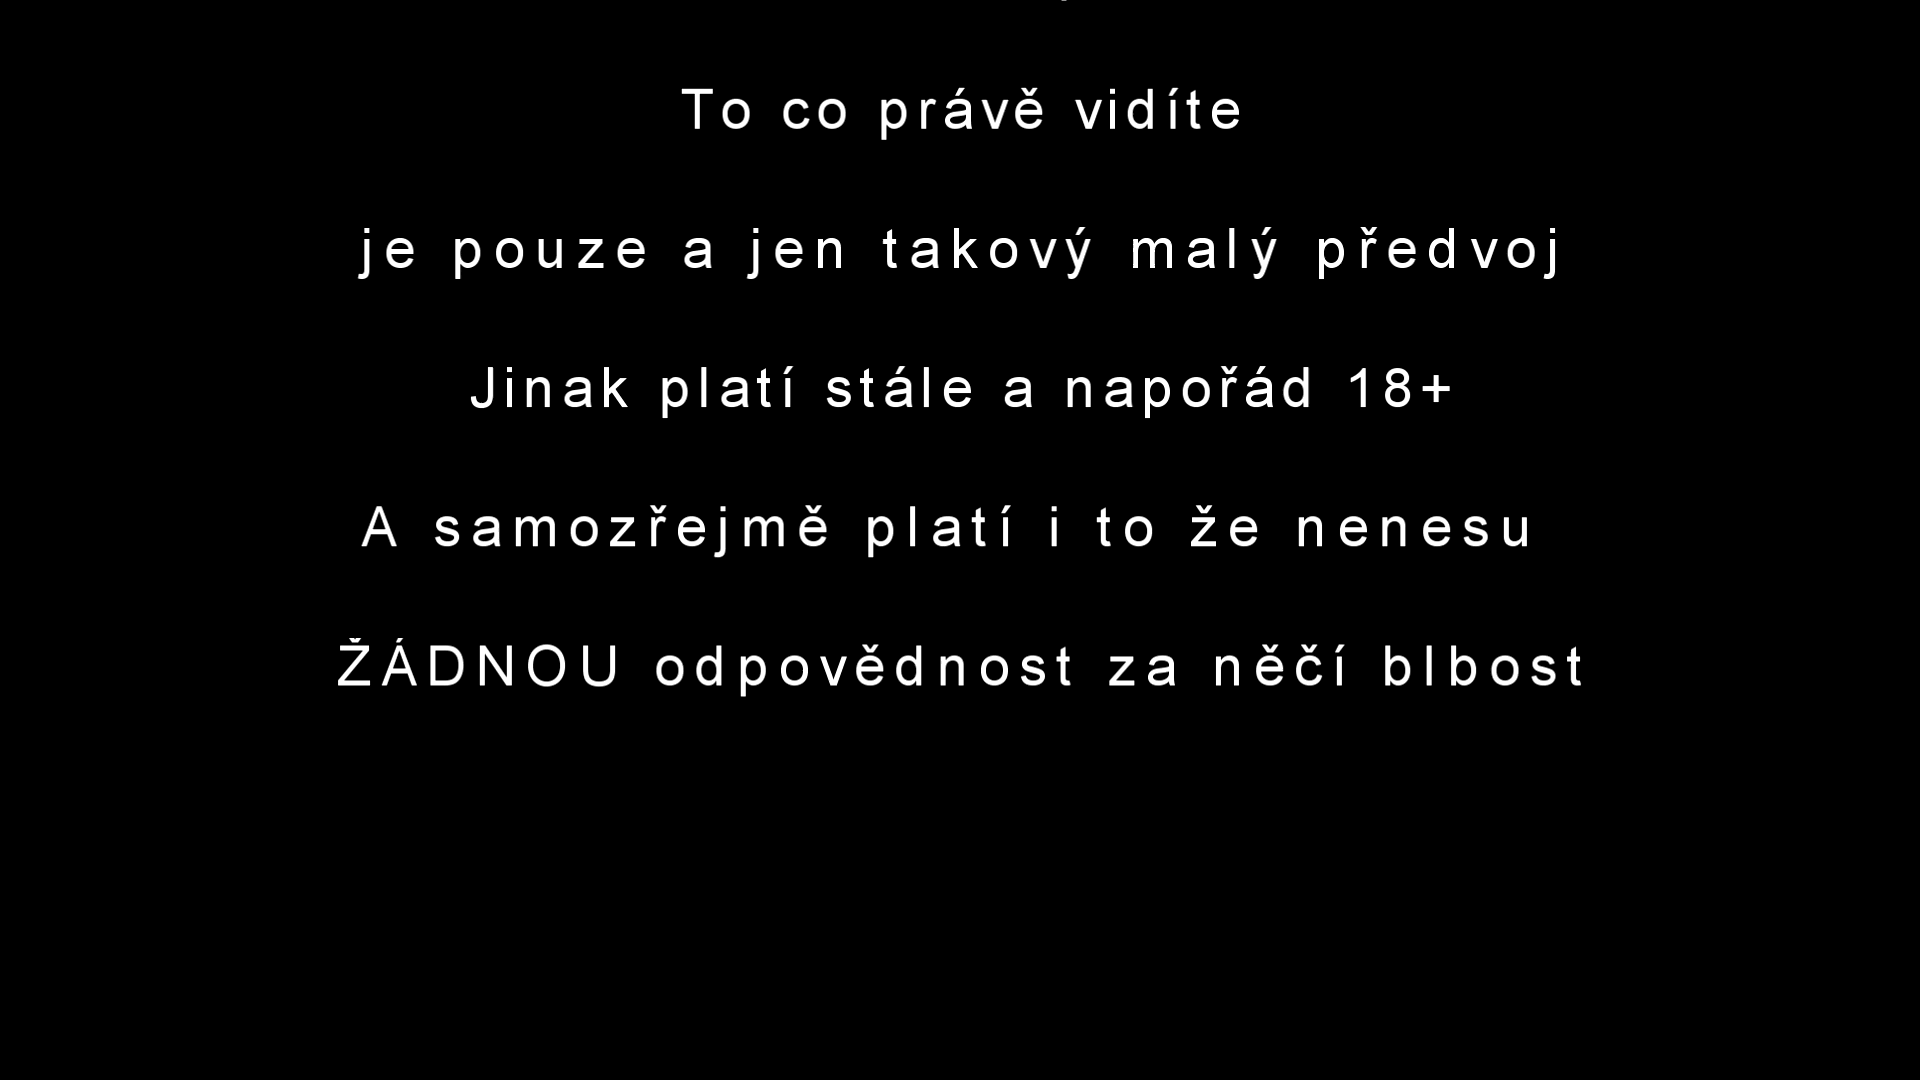 To co právě vidíte
je pouze a jen takový malý předvoj
Jinak platí stále a napořád 18+
A samozřejmě platí i to že nenesu
ŽÁDNOU odpovědnost za něčí blbost